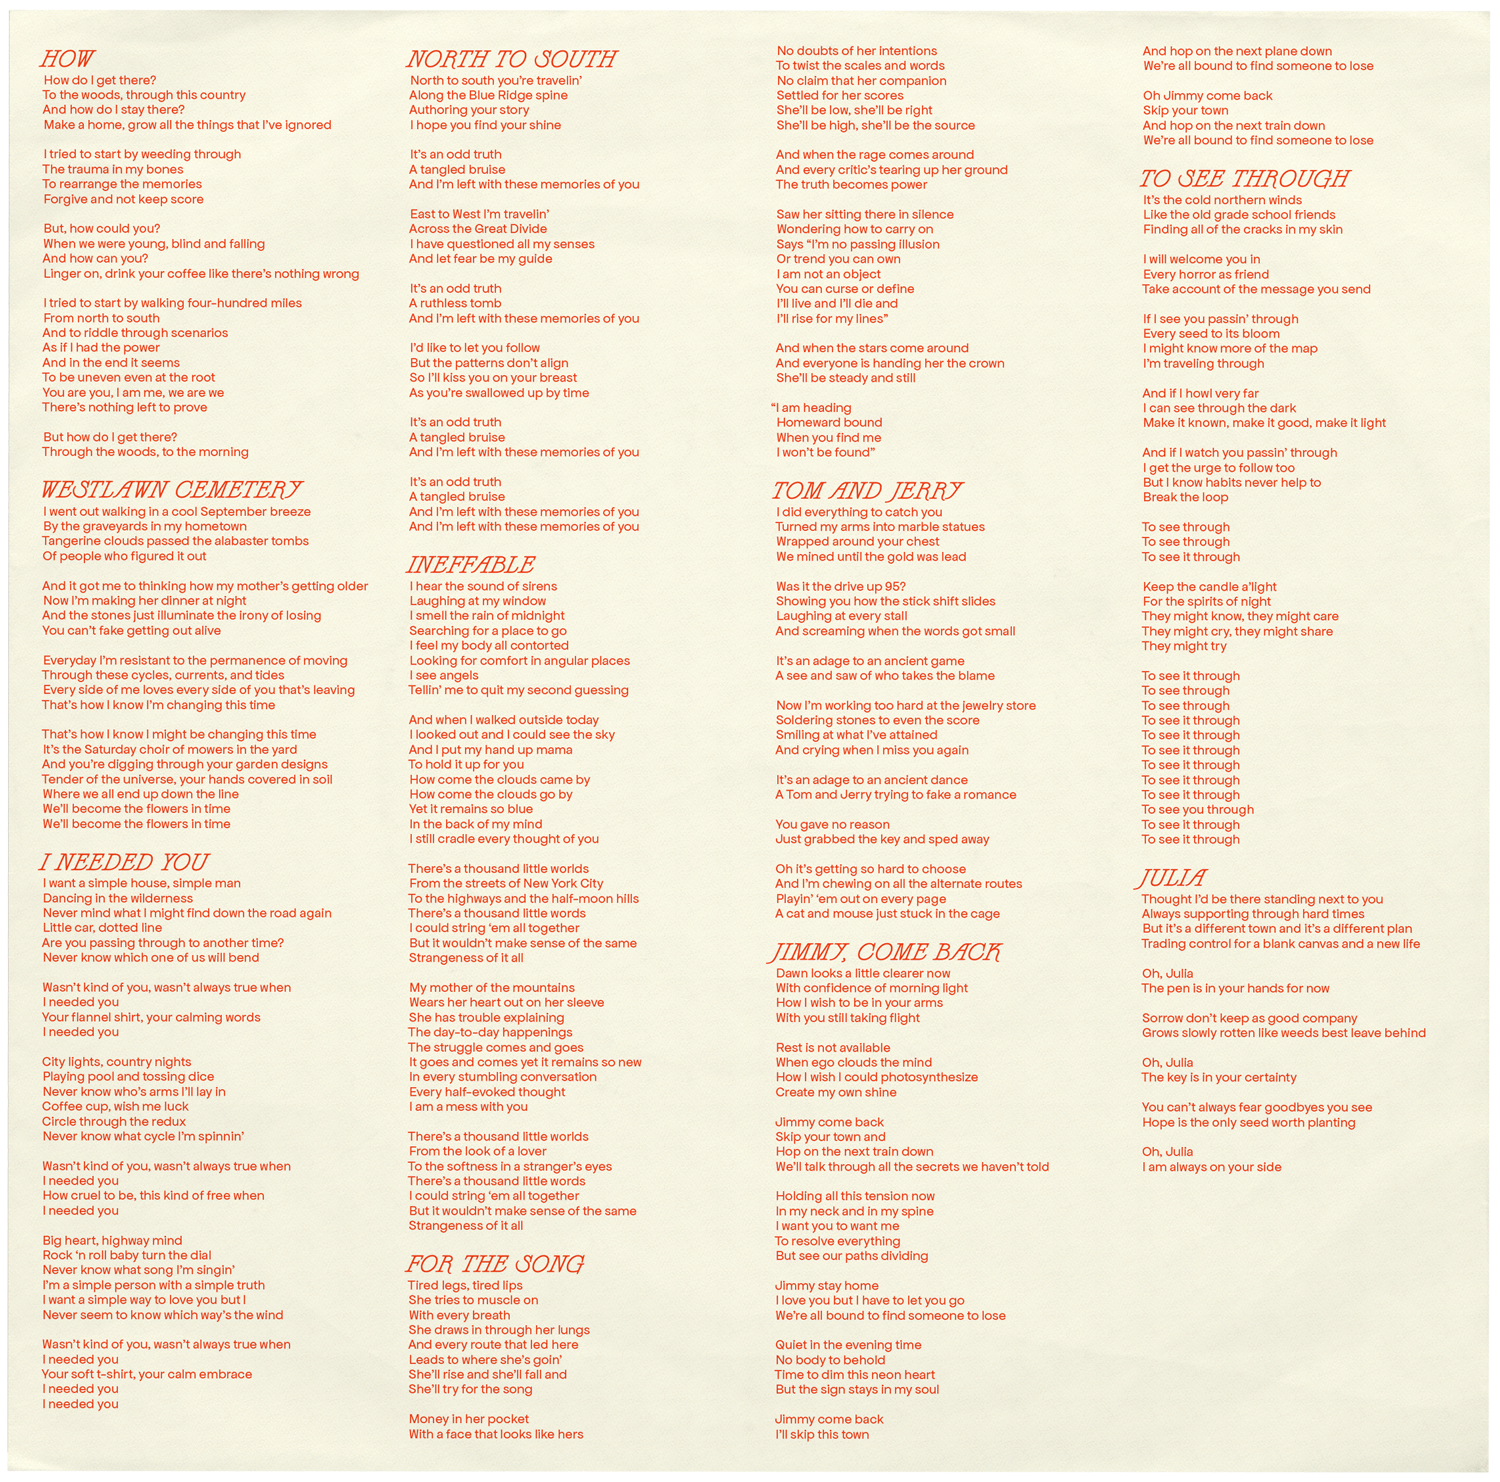 HOW
How do I get there?
To the woods, through this country
And how do I stay there?
Make a home, grow all the things that I've ignored
I tried to start by weeding through
The trauma in my bones
To rearrange the memories
Forgive and not keep score
But, how could you?
When we were young, blind and falling
And how can you?
Linger on, drink your coffee like there's nothing wrong
I tried to start by walking four-hundred miles
From north to south
And to riddle through scenarios
As if I had the power
And in the end it seems
To be uneven even at the root
You are you, I am me, we are we
There's nothing left to prove
But how do I get there?
Through the woods, to the morning
WESTLAWN CEMETERY
I went out walking in a cool September breeze
By the graveyards in my hometown
Tangerine clouds passed the alabaster tombs
Of people who figured it out
And it got me to thinking how my mother's getting older
Now I'm making her dinner at night
And the stones just illuminate the irony of losing
You can't fake getting out alive
Everyday I'm resistant to the permanence of moving
Through these cycles, currents, and tides
Every side of me loves every side of you that's leaving
That's how I know I'm changing this time
That's how I know I might be changing this time
It's the Saturday choir of mowers in the yard
And you're digging through your garden designs
Tender of the universe, your hands covered in soil
Where we all end up down the line
We'll become the flowers in time
We'll become the flowers in time
I NEEDED YOU
I want a simple house, simple man
Dancing in the wilderness
Never mind what I might find down the road again
Little car, dotted line
Are you passing through to another time?
Never know which one of us will bend
Wasn't kind of you, wasn't always true when
I needed you
Your flannel shirt, your calming words
I needed you
City lights, country nights
Playing pool and tossing dice
Never know who's arms I'll lay in
Coffee cup, wish me luck
Circle through the redux
Never know what cycle I'm spinnin'
Wasn't kind of you, wasn't always true when
I needed you
How cruel to be, this kind of free when
I needed you
Big heart, highway mind
Rock 'n roll baby turn the dial
Never know what song I'm singin'
I'm a simple person with a simple truth
I want a simple way to love you but I
Never seem to know which way's the wind
Wasn't kind of you, wasn't always true when
I needed you
Your soft t-shirt, your calm embrace
I needed you
I needed you
NORTH TO SOUTH
North to south you're travelin'
Along the Blue Ridge spine
Authoring your story
I hope you find your shine
It's an odd truth
A tangled bruise
And I'm left with these memories of you
East to West I'm travelin'
Across the Great Divide
I have questioned all my senses
And let fear be my guide
It's an odd truth
A ruthless tomb
And I'm left with these memories of you
I'd like to let you follow
But the patterns don't align
So I'll kiss you on your breast
As you're swallowed up by time
It's an odd truth
A tangled bruise
And I'm left with these memories of you
It's an odd truth
A tangled bruise
And I'm left with these memories of you
And I'm left with these memories of you
INEFFABLE
I hear the sound of sirens
Laughing at my window
I smell the rain of midnight
Searching for a place to go
I feel my body all contorted
Looking for comfort in angular places
I see angels
Tellin' me to quit my second guessing
And when I walked outside today
I looked out and I could see the sky
And I put my hand up mama
To hold it up for you
How come the clouds came by
How come the clouds go by
Yet it remains so blue
In the back of my mind
I still cradle every thought of you
There's a thousand little worlds
From the streets of New York City
To the highways and the half-moon hills
There's a thousand little words
I could string 'em all together
But it wouldn't make sense of the same
Strangeness of it all
My mother of the mountains
Wears her heart out on her sleeve
She has trouble explaining
The day-to-day happenings
The struggle comes and goes
It goes and comes yet it remains so new
In every stumbling conversation
Every half-evoked thought
I am a mess with you
There's a thousand little worlds
From the look of a lover
To the softness in a stranger's eyes
There's a thousand little words
I could string 'em all together
But it wouldn't make sense of the same
Strangeness of it all
FOR THE SONG
Tired legs, tired lips
She tries to muscle on
With every breath
She draws in through her lungs
And every route that led here
Leads to where she's goin'
She'll rise and she'll fall and
She'll try for the song
Money in her pocket
With a face that looks like hers
No doubts of her intentions
To twist the scales and words
No claim that her companion
Settled for her scores
She'll be low, she'll be right
She'll be high, she'll be the source
And when the rage comes around
And every critic's tearing up her ground
The truth becomes power
Saw her sitting there in silence
Wondering how to carry on
Says "I'm no passing illusion
Or trend you can own
I am not an object
You can curse or define
I'll live and I'll die and
I'll rise for my lines"
And when the stars come around
And everyone is handing her the crown
She'll be steady and still
"I am heading
Homeward bound
When you find me
I won't be found"
TOM AND JERRY
I did everything to catch you
Turned my arms into marble statues
Wrapped around your chest
We mined until the gold was lead
Was it the drive up 95?
Showing you how the stick shift slides
Laughing at every stall
And screaming when the words got small
It's an adage to an ancient game
A see and saw of who takes the blame
Now I'm working too hard at the jewelry store
Soldering stones to even the score
Smiling at what I've attained
And crying when I miss you again
It's an adage to an ancient dance
A Tom and Jerry trying to fake a romance
You gave no reason
Just grabbed the key and sped away
Oh it's getting so hard to choose
And I'm chewing on all the alternate routes
Playin' 'em out on every page
A cat and mouse just stuck in the cage
JIMMY, COME BACK
Dawn looks a little clearer now
With confidence of morning light
How I wish to be in your arms
With you still taking flight
Rest is not available
When ego clouds the mind
How I wish I could photosynthesize
Create my own shine
Jimmy come back
Skip your town and
Hop on the next train down
We'll talk through all the secrets we haven't told
Holding all this tension now
In my neck and in my spine
I want you to want me
To resolve everything
But see our paths dividing
Jimmy stay home
I love you but I have to let you go
We're all bound to find someone to lose
Quiet in the evening time
No body to behold
Time to dim this neon heart
But the sign stays in my soul
Jimmy come back
I'll skip this town
And hop on the next plane down
We're all bound to find someone to lose
Oh Jimmy come back
Skip your town
And hop on the next train down
We're all bound to find someone to lose
TO SEE THROUGH
It's the cold northern winds
Like the old grade school friends
Finding all of the cracks in my skin
I will welcome you in
Every horror as friend
Take account of the message you send
If I see you passin' through
Every seed to its bloom
I might know more of the map
I'm traveling through
And if I howl very far
I can see through the dark
Make it known, make it good, make it light
And if I watch you passin' through
I get the urge to follow too
But I know habits never help to
Break the loop
To see through
To see through
To see it through
Keep the candle a'light
For the spirits of night
They might know, they might care
They might cry, they might share
They might try
To see it through
To see through
To see through
To see it through
To see it through
To see it through
To see it through
To see it through
To see it through
To see you through
To see it through
To see it through
JULIA
Thought I'd be there standing next to you
Always supporting through hard times
But it's a different town and it's a different plan
Trading control for a blank canvas and a new life
Oh, Julia
The pen is in your hands for now
Sorrow don't keep as good company
Grows slowly rotten like weeds best leave behind
Oh, Julia
The key is in your certainty
You can't always fear goodbyes you see
Hope is the only seed worth planting
Oh, Julia
I am always on your side